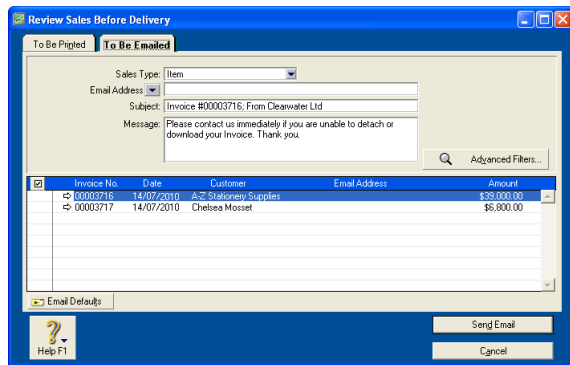 Review Sales Before Delivery
To Be Printed
To Be Emailed
Sales Type: Item
Email Address
Subject: Invoice #00003716; From Clearwater Ltd
Message: Please contact us immediately if you are unable to detach or
download your Invoice. Thank you.
Advanced Filters...
Invoice No. Date Customer Email Address Amount
00003716 14/07/2010 A-Z Stationery Supplies $39,000.00
00003717 14/07/2010 Chelsea Mosset $6,800.00
Email Defaults
Help F1
Send Email
Cancel